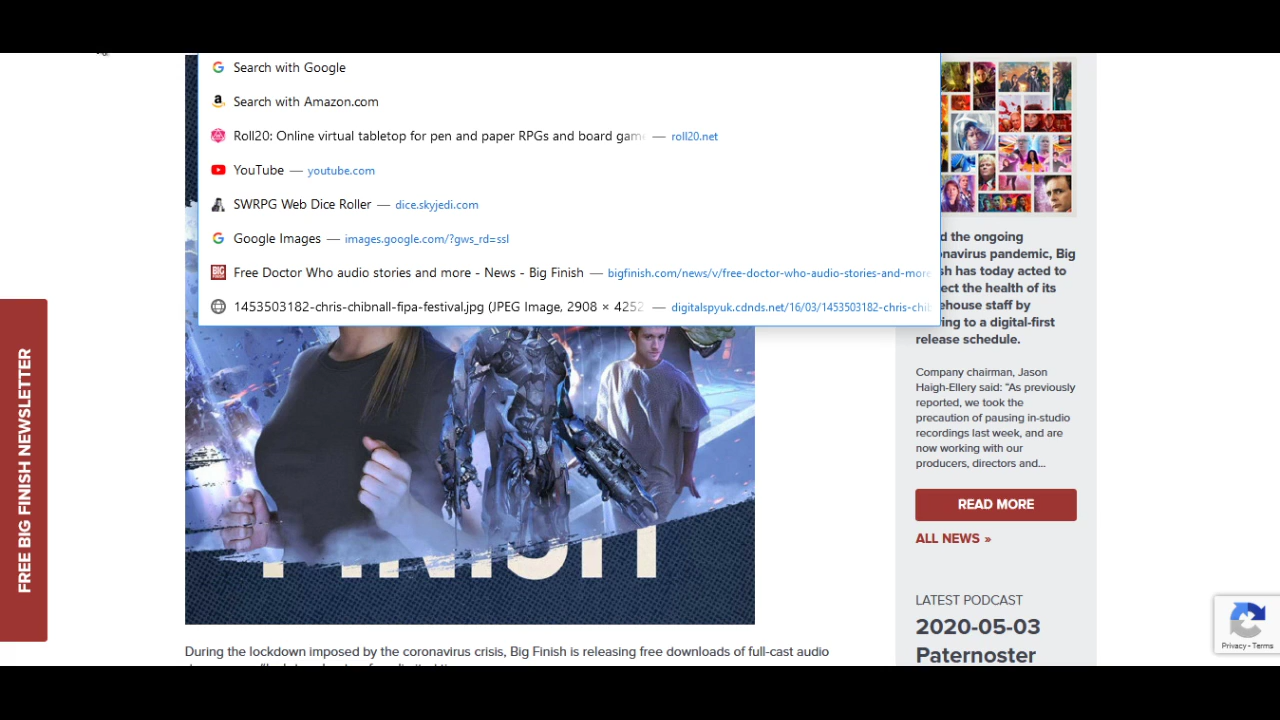 Search with Google
Search with Amazon.com
Roll20: Online virtual tabletop for pen and paper RPGs and board game — roll20.net
YouTube — youtube.com
SWRPG Web Dice Roller — dice.skyjedi.com
Google Images — images.google.com/?gws_rd=ssl
Free Doctor Who audio stories and more - News - Big Finish — bigfinish.com/news/v/free-doctor-who-audio-stories-and-more
1453503182-chris-chibnall-fipa-festival.jpg (JPEG Image, 2908 × 4252 — digitalspyuk.cdnds.net/16/03/1453503182-chris-chib
BIG FINISH
FINISH
During the lockdown imposed by the coronavirus crisis, Big Finish is releasing free downloads of full-cast audio
FREE BIG FINISH NEWSLETTER
d the ongoing
onavirus pandemic, Big
sh has today acted to
ect the health of its
ehouse staff by
ing to a digital-first
release schedule.
Company chairman, Jason
Haigh-Ellery said: "As previously
reported, we took the
precaution of pausing in-studio
recordings last week, and are
now working with our
producers, directors and...
READ MORE
ALL NEWS »
LATEST PODCAST
2020-05-03
Paternoster
Privacy - Terms